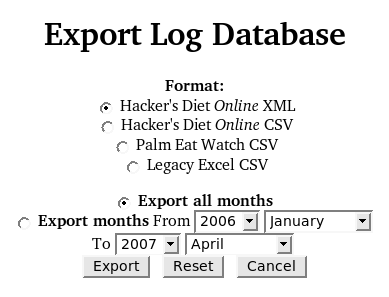 Export Log Database
Format:
Hacker's Diet Online XML
Hacker's Diet Online CSV
Palm Eat Watch CSV
Legacy Excel CSV
Export all months
Export months From 2006 January
To 2007 April
Export Reset Cancel